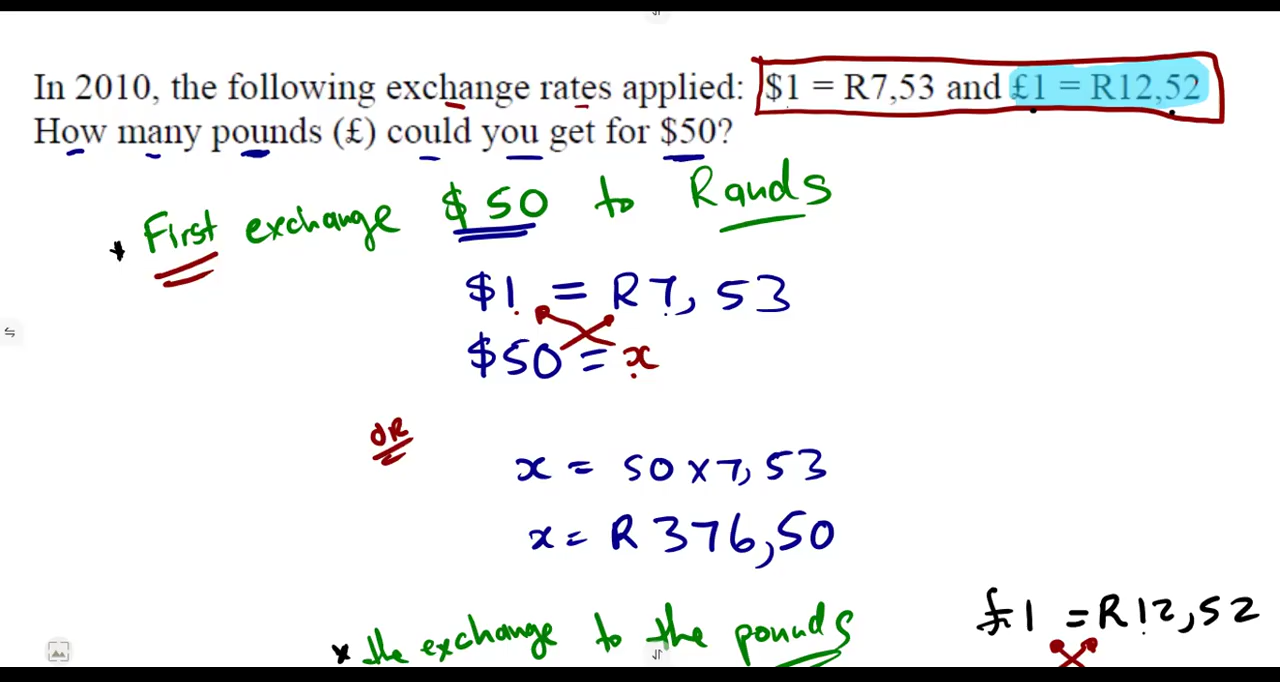 In 2010, the following exchange rates applied: $1 = R7,53 and £1 = R12,52
How many pounds (£) could you get for $50?
* First exchange $50 to Rands
$1 = R7,53
$50 = x
OR
x = 50 x 7,53
x = R 376,50
£1 = R12,52
* the exchange to the pounds